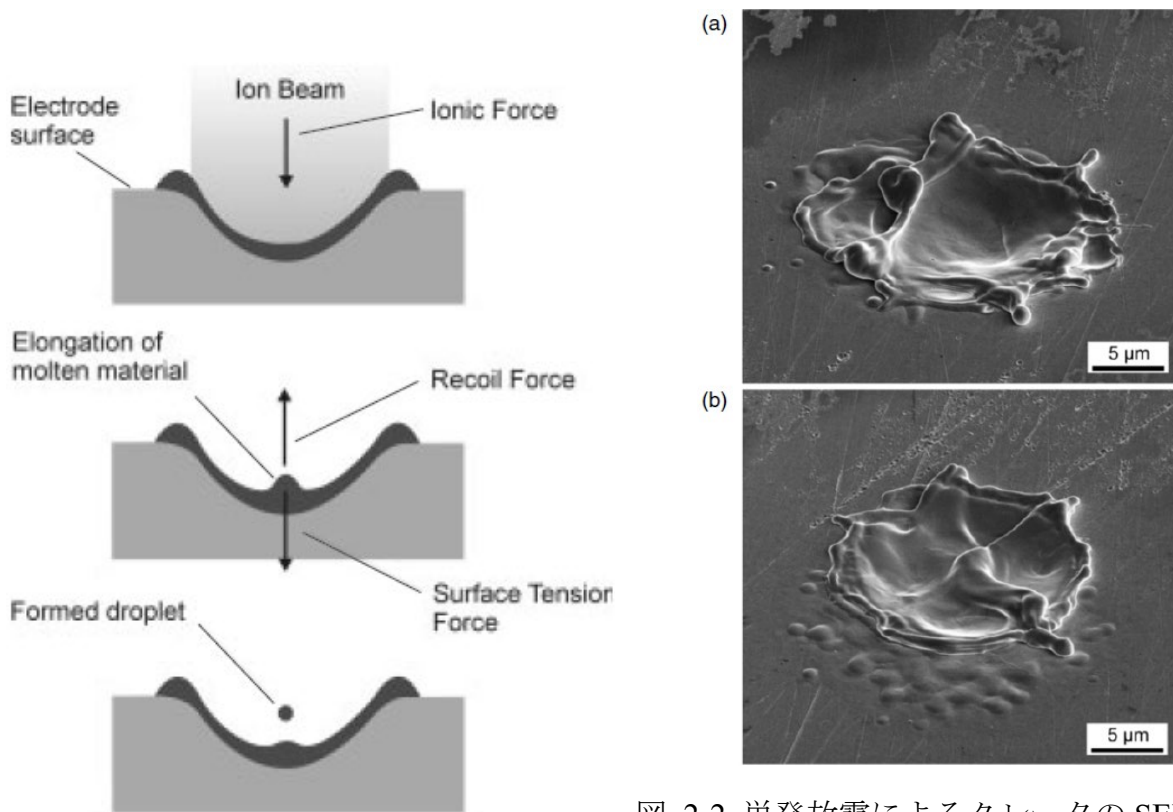 Ion Beam
Electrode
surface
Ionic Force
Elongation of
molten material
Recoil Force
Surface Tension
Force
Formed droplet
(a)
5 µm
(b)
5 µm
図 2-2 単発放電によるクレータの SE